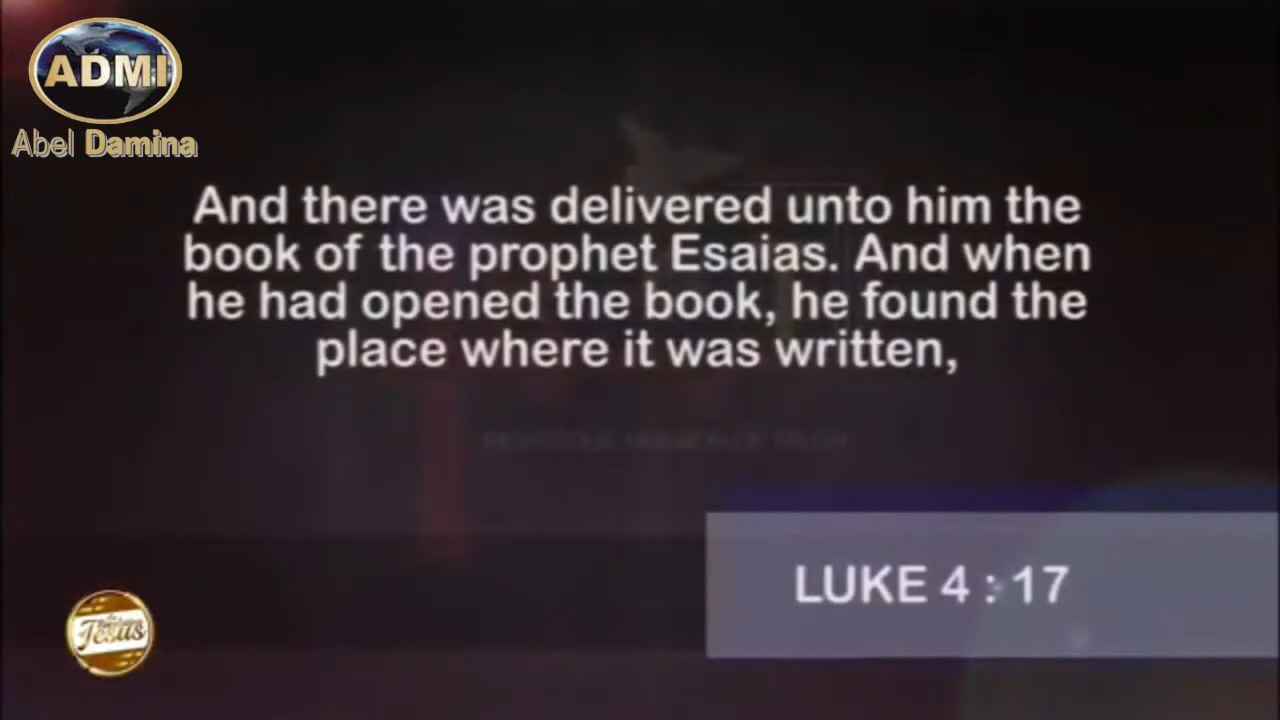 ADMI
Abel Damina
And there was delivered unto him the
book of the prophet Esaias. And when
he had opened the book, he found the
place where it was written,
LUKE 4 : 17
Jesus